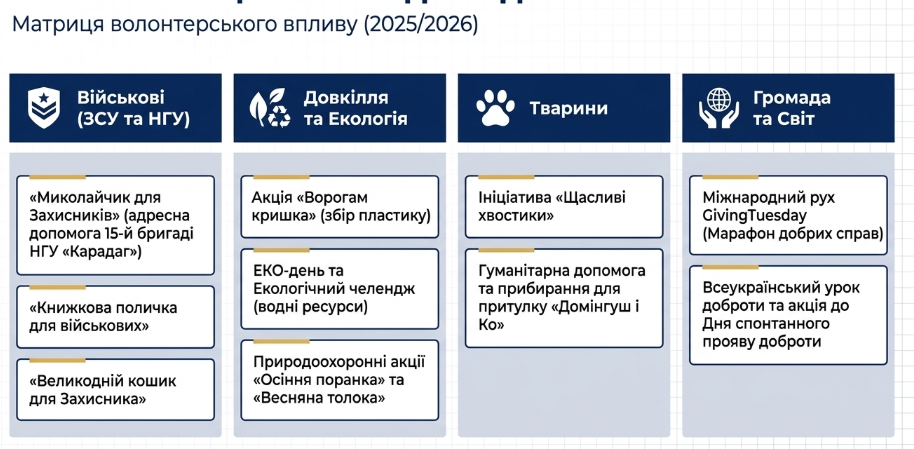 Матриця волонтерського впливу (2025/2026)
Військові
(ЗСУ та НГУ)
«Миколайчик для
Захисників» (адресна
допомога 15-й бригаді
НГУ «Карадаг»)
«Книжкова поличка
для військових»
«Великодній кошик
для Захисника»
Довкілля
та Екологія
Акція «Ворогам
кришка» (збір пластику)
ЕКО-день та
Екологічний челендж
(водні ресурси)
Природоохоронні акції
«Осіння поранка» та
«Весняна толока»
Тварини
Ініціатива «Щасливі
хвостики»
Гуманітарна допомога
та прибирання для
притулку «Домінгуш і
Ко»
Громада
та Світ
Міжнародний рух
GivingTuesday
(Марафон добрих справ)
Всеукраїнський урок
доброти та акція до
Дня спонтанного
прояву доброти